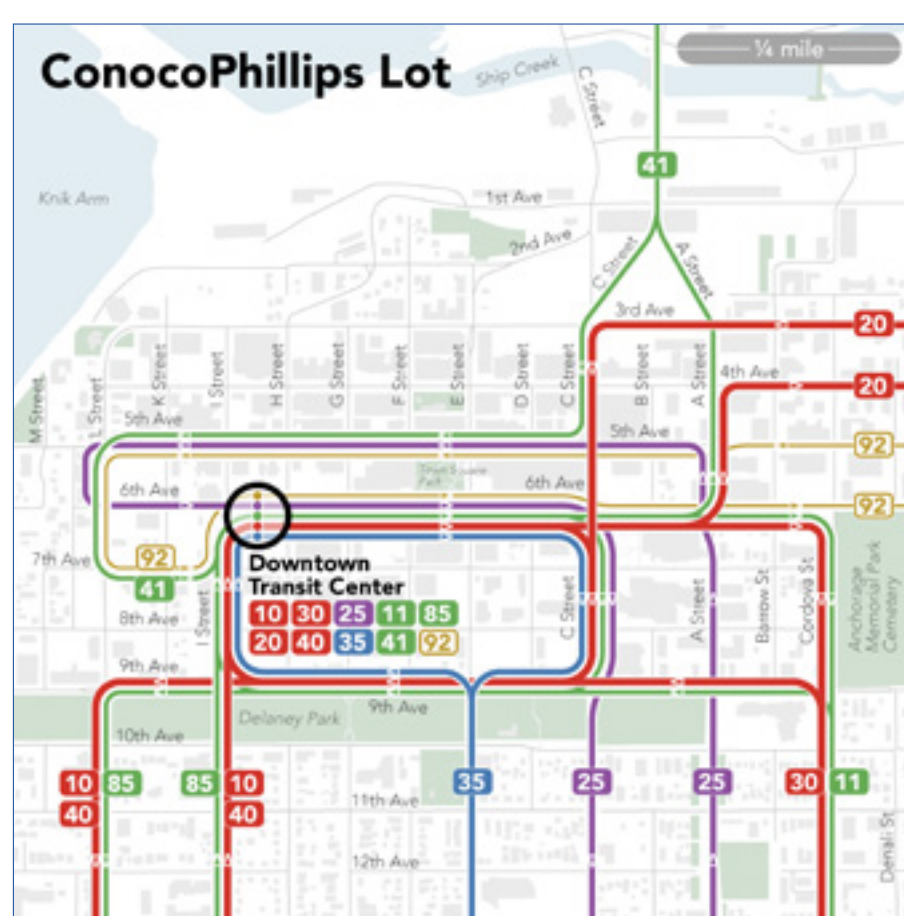 ConocoPhillips Lot
¼ mile
Ship Creek
C Street
41
Knik Arm
1st Ave
2nd Ave
C Street
A Street
3rd Ave
20
M Street
L Street
K Street
I Street
H Street
G Street
F Street
E Street
D Street
C Street
B Street
A Street
4th Ave
20
5th Ave
5th Ave
92
Town Square
Park
6th Ave
6th Ave
92
7th Ave
92
41
Downtown
Transit Center
10 30 25 11 85
20 40 35 41 92
8th Ave
I Street
C Street
A Street
Barrow St
Cordova St
Anchorage
Memorial Park
Cemetery
9th Ave
9th Ave
Delaney Park
10th Ave
10 85 85 10 35 25 25 30 11
40 40
11th Ave
12th Ave
Denali St